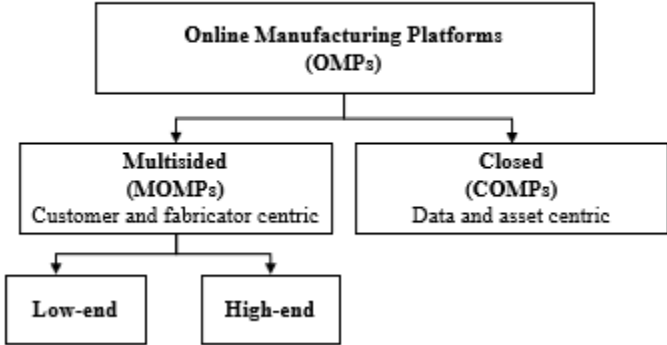 Online Manufacturing Platforms
(OMPs)
Multisided
(MOMPs)
Customer and fabricator centric
Closed
(COMPs)
Data and asset centric
Low-end
High-end